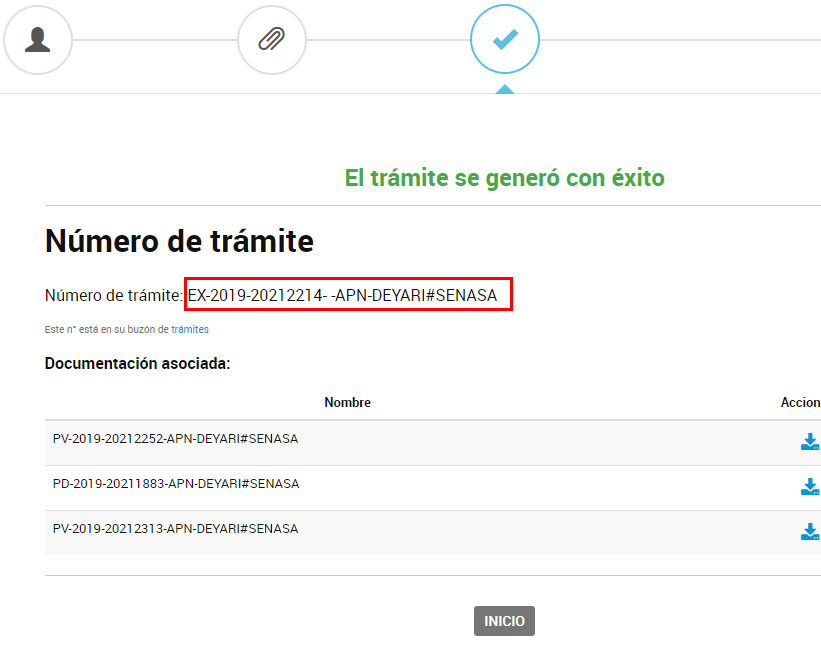 El trámite se generó con éxito
Número de trámite
Número de trámite: EX-2019-20212214- -APN-DEYARI#SENASA
Este n° está en su buzón de trámites
Documentación asociada:
Nombre Accion
PV-2019-20212252-APN-DEYARI#SENASA
PD-2019-20211883-APN-DEYARI#SENASA
PV-2019-20212313-APN-DEYARI#SENASA
INICIO